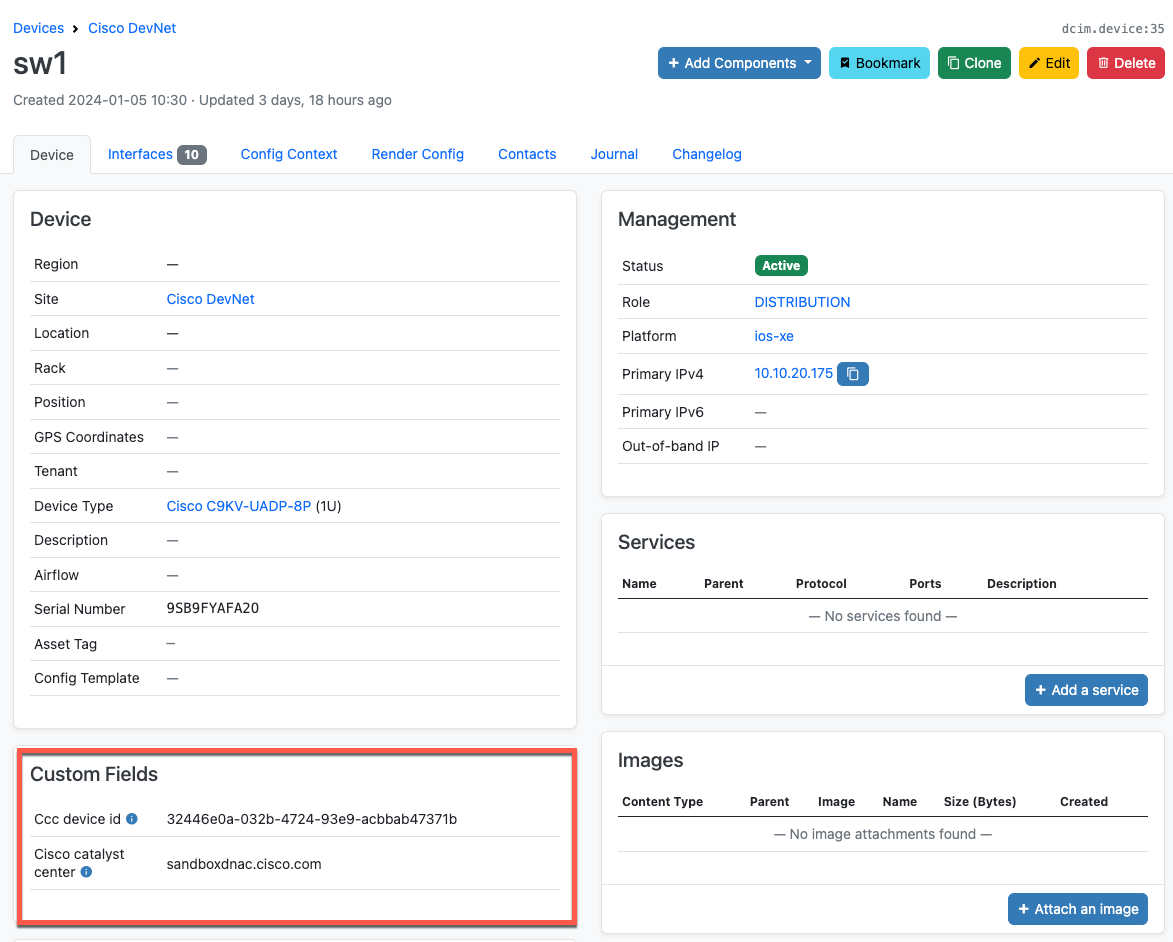 Devices › Cisco DevNet
dcim.device:35
sw1
+ Add Components
Bookmark
Clone
Edit
Delete
Created 2024-01-05 10:30 · Updated 3 days, 18 hours ago
Device Interfaces 10 Config Context Render Config Contacts Journal Changelog
Device
Region —
Site Cisco DevNet
Location —
Rack —
Position —
GPS Coordinates —
Tenant —
Device Type Cisco C9KV-UADP-8P (1U)
Description —
Airflow —
Serial Number 9SB9FYAFA2O
Asset Tag —
Config Template —
Custom Fields
Ccc device id 32446e0a-032b-4724-93e9-acbbab47371b
Cisco catalyst
center sandboxdnac.cisco.com
Management
Status Active
Role DISTRIBUTION
Platform ios-xe
Primary IPv4 10.10.20.175
Primary IPv6 —
Out-of-band IP —
Services
Name Parent Protocol Ports Description
— No services found —
+ Add a service
Images
Content Type Parent Image Name Size (Bytes) Created
— No image attachments found —
+ Attach an image